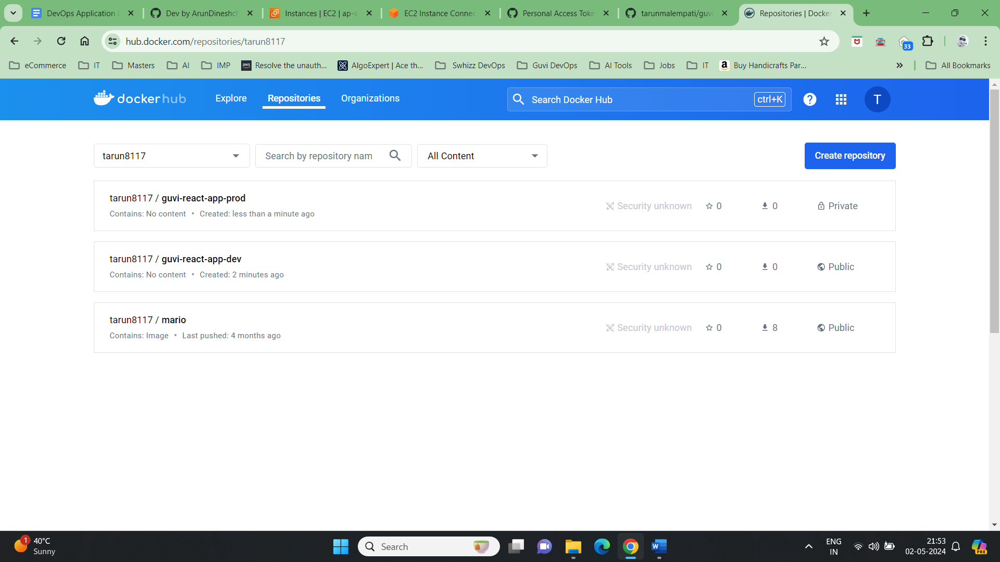 DevOps Application D
Dev by ArunDineshch
Instances | EC2 | ap-s
EC2 Instance Connec
Personal Access Toke
tarunmalempati/guvi
Repositories | Docker
hub.docker.com/repositories/tarun8117
33
eCommerce
IT
Masters
AI
IMP
aws
Resolve the unauth...
AlgoExpert | Ace th...
Swhizz DevOps
Guvi DevOps
AI Tools
Jobs
IT
Buy Handicrafts Par...
All Bookmarks
docker hub
Explore
Repositories
Organizations
Search Docker Hub
ctrl+K
?
T
tarun8117
Search by repository nam
All Content
Create repository
tarun8117 / guvi-react-app-prod
Security unknown
0
0
Private
Contains: No content • Created: less than a minute ago
tarun8117 / guvi-react-app-dev
Security unknown
0
0
Public
Contains: No content • Created: 2 minutes ago
tarun8117 / mario
Security unknown
0
8
Public
Contains: Image • Last pushed: 4 months ago
1
40°C
Sunny
Search
W
ENG
IN
21:53
02-05-2024
PRE